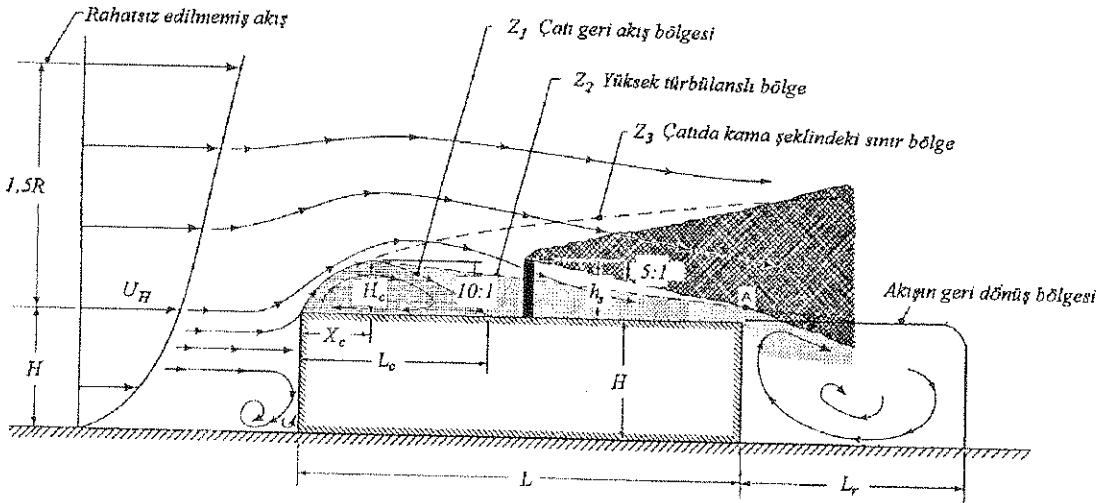 Rahatsız edilmemiş akış
Z1 Çatı geri akış bölgesi
Z2 Yüksek türbülanslı bölge
Z3 Çatıda kama şeklindeki sınır bölge
1,5R
UH
Hc
10:1
hs
5:1
A
Akışın geri dönüş bölgesi
Xc
Lc
H
H
L
Lr